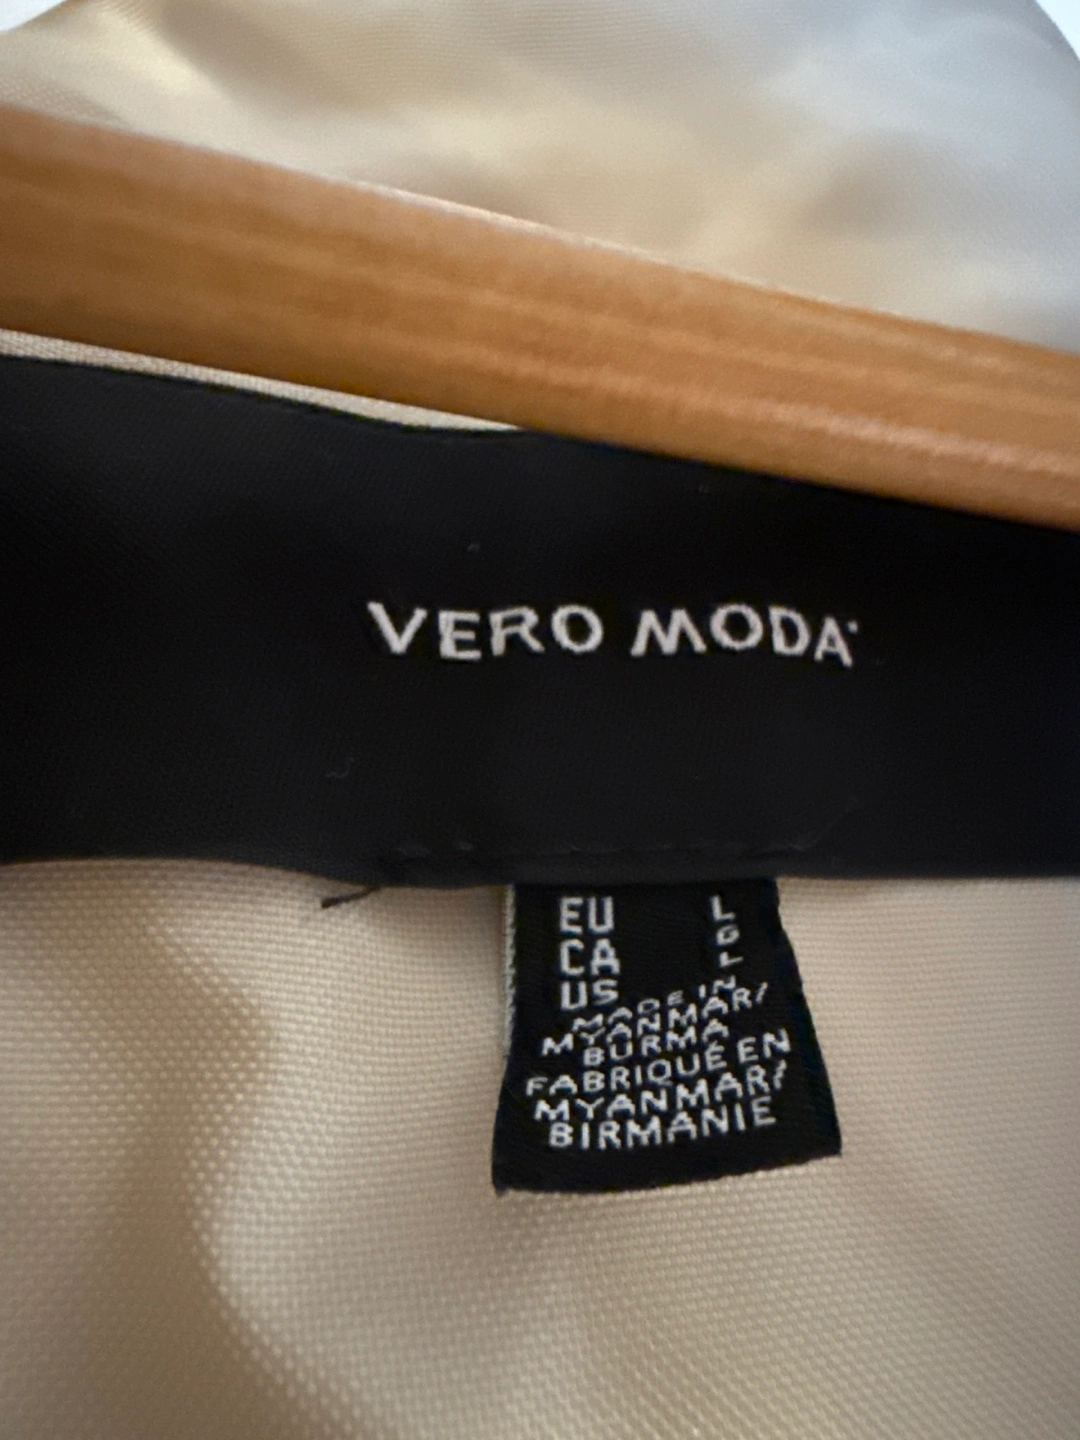 VERO MODA
EU L
CA G
US L
MADE IN
MYANMAR/
BURMA
FABRIQUÉ EN
MYANMAR/
BIRMANIE